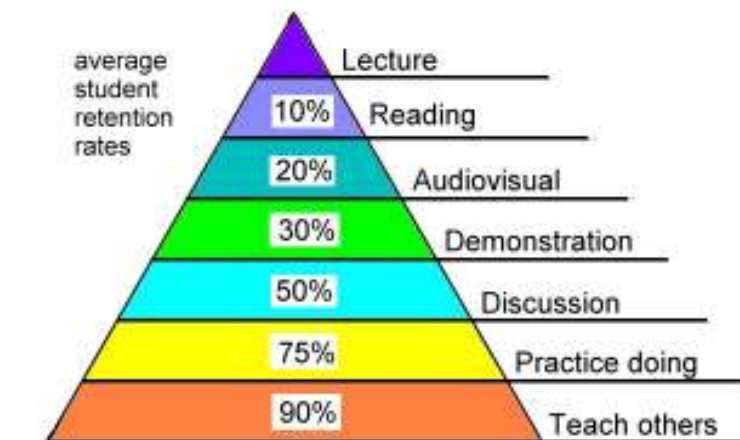 average
student
retention
rates
Lecture
10% Reading
20% Audiovisual
30% Demonstration
50% Discussion
75% Practice doing
90% Teach others